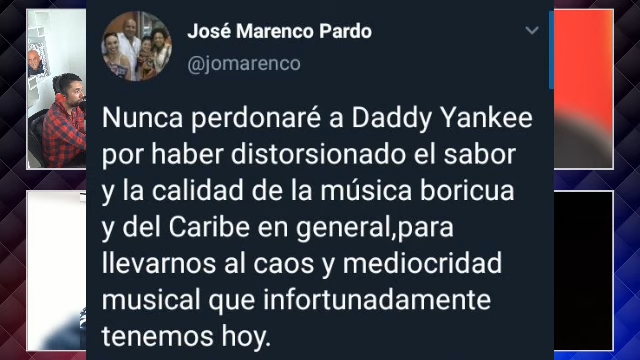 José Marenco Pardo
@jomarenco
Nunca perdonaré a Daddy Yankee
por haber distorsionado el sabor
y la calidad de la música boricua
y del Caribe en general,para
llevarnos al caos y mediocridad
musical que infortunadamente
tenemos hoy.